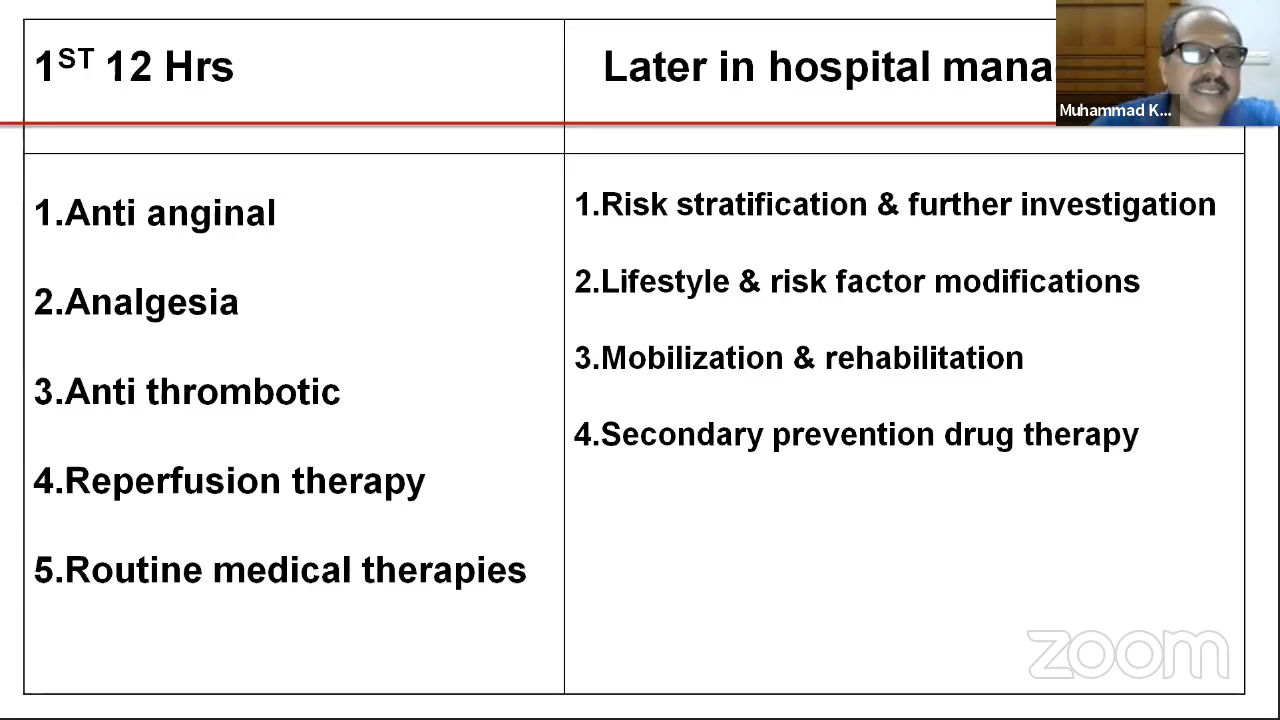 1ST 12 Hrs
Later in hospital mana
Muhammad K...
1.Anti anginal
2.Analgesia
3.Anti thrombotic
4.Reperfusion therapy
5.Routine medical therapies
1.Risk stratification & further investigation
2.Lifestyle & risk factor modifications
3.Mobilization & rehabilitation
4.Secondary prevention drug therapy
zoom